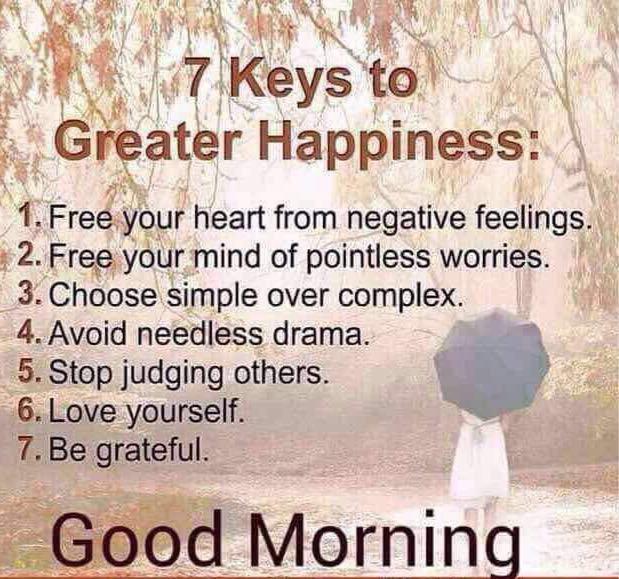 7 Keys to
Greater Happiness:
1. Free your heart from negative feelings.
2. Free your mind of pointless worries.
3. Choose simple over complex.
4. Avoid needless drama.
5. Stop judging others.
6. Love yourself.
7. Be grateful.
Good Morning